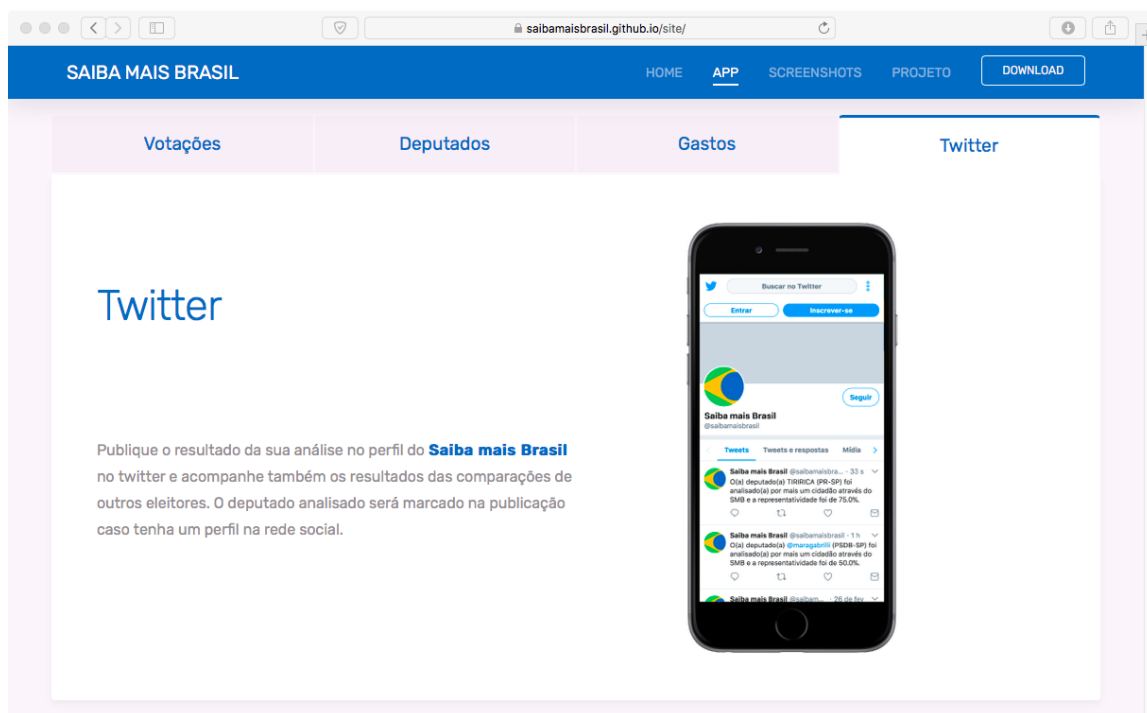 saibamaisbrasil.github.io/site/
SAIBA MAIS BRASIL
HOME APP SCREENSHOTS PROJETO DOWNLOAD
Votações Deputados Gastos Twitter
Twitter
Publique o resultado da sua análise no perfil do Saiba mais Brasil
no twitter e acompanhe também os resultados das comparações de
outros eleitores. O deputado analisado será marcado na publicação
caso tenha um perfil na rede social.
Buscar no Twitter
Entrar Inscrever-se
Seguir
Saiba mais Brasil
@saibamaisbrasil
Tweets Tweets e respostas Mídia
Saiba mais Brasil @saibamaisbra... · 33 s
O(a) deputado(a) TIRIRICA (PR-SP) foi
analisado(a) por mais um cidadão através do
SMB e a representatividade foi de 75.0%.
Saiba mais Brasil @saibamaisbrasil · 1 h
O(a) deputado(a) @maragabrilli (PSDB-SP) foi
analisado(a) por mais um cidadão através do
SMB e a representatividade foi de 50.0%.
Saiba mais Brasil @saibam... · 26 de fev